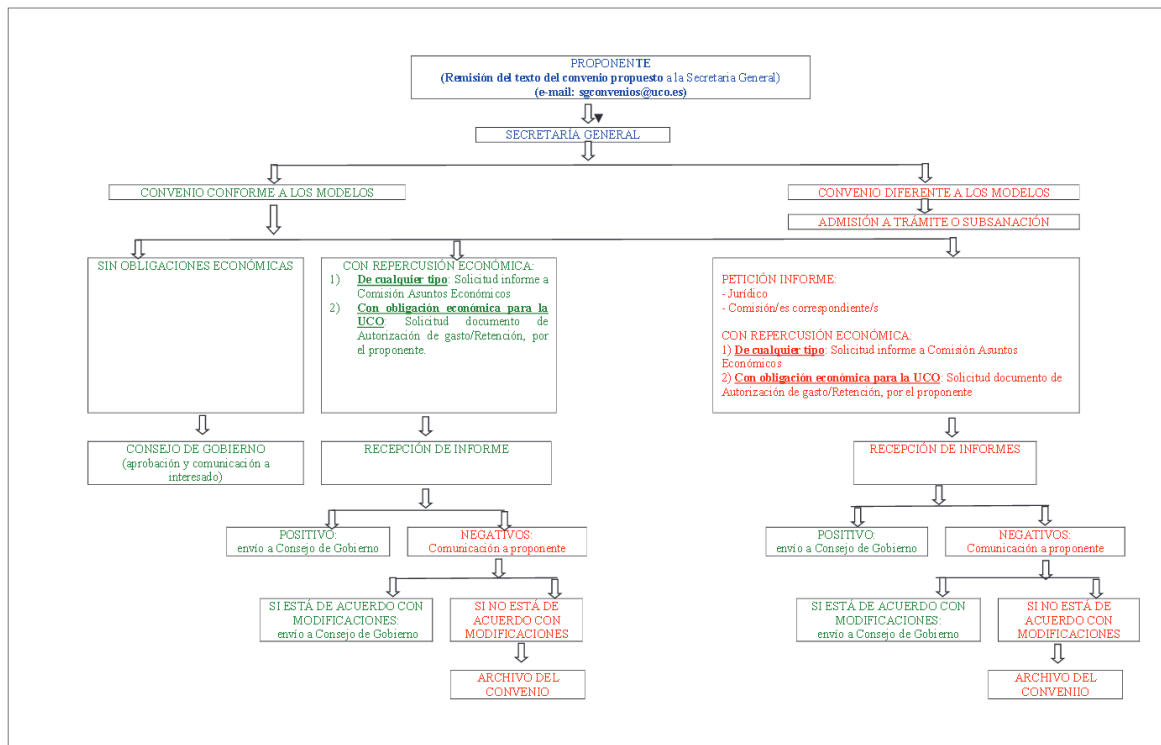 PROPONENTE
(Remisión del texto del convenio propuesto a la Secretaria General)
(e-mail: sgconvenios@uco.es)
SECRETARÍA GENERAL
CONVENIO CONFORME A LOS MODELOS
CONVENIO DIFERENTE A LOS MODELOS
ADMISIÓN A TRÁMITE O SUBSANACIÓN
SIN OBLIGACIONES ECONÓMICAS
CON REPERCUSIÓN ECONÓMICA:
1) De cualquier tipo: Solicitud informe a
Comisión Asuntos Económicos
2) Con obligación económica para la
UCO: Solicitud documento de
Autorización de gasto/Retención, por
el proponente.
PETICIÓN INFORME:
- Jurídico
- Comisión/es correspondiente/s
CON REPERCUSIÓN ECONÓMICA:
1) De cualquier tipo: Solicitud informe a Comisión Asuntos
Económicos
2) Con obligación económica para la UCO: Solicitud documento de
Autorización de gasto/Retención, por el proponente
CONSEJO DE GOBIERNO
(aprobación y comunicación a
interesado)
RECEPCIÓN DE INFORME
RECEPCIÓN DE INFORMES
POSITIVO:
envío a Consejo de Gobierno
NEGATIVOS:
Comunicación a proponente
POSITIVO:
envío a Consejo de Gobierno
NEGATIVOS:
Comunicación a proponente
SI ESTÁ DE ACUERDO CON
MODIFICACIONES:
envío a Consejo de Gobierno
SI NO ESTÁ DE
ACUERDO CON
MODIFICACIONES
SI ESTÁ DE ACUERDO CON
MODIFICACIONES:
envío a Consejo de Gobierno
SI NO ESTÁ DE
ACUERDO CON
MODIFICACIONES
ARCHIVO DEL
CONVENIO
ARCHIVO DEL
CONVENIIO